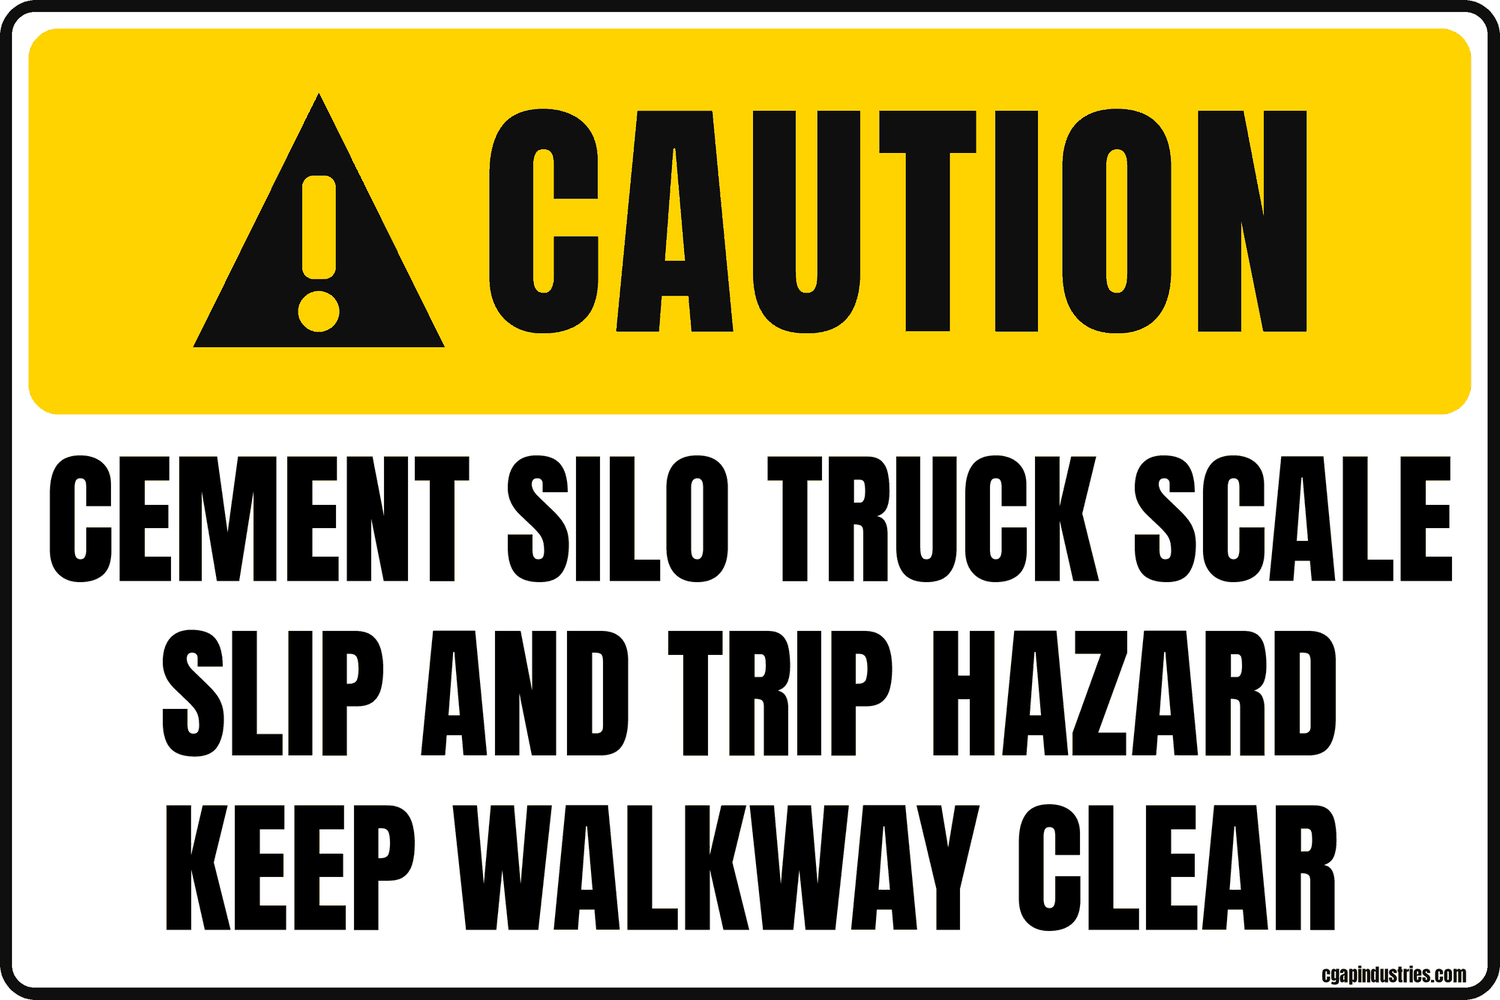 CAUTION
CEMENT SILO TRUCK SCALE
SLIP AND TRIP HAZARD
KEEP WALKWAY CLEAR
cgapindustries.com